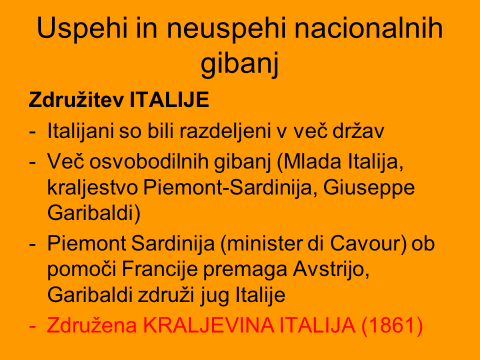 Uspehi in neuspehi nacionalnih
gibanj
Združitev ITALIJE
- Italijani so bili razdeljeni v več držav
- Več osvobodilnih gibanj (Mlada Italija,
kraljestvo Piemont-Sardinija, Giuseppe
Garibaldi)
- Piemont Sardinija (minister di Cavour) ob
pomoči Francije premaga Avstrijo,
Garibaldi združi jug Italije
- Združena KRALJEVINA ITALIJA (1861)